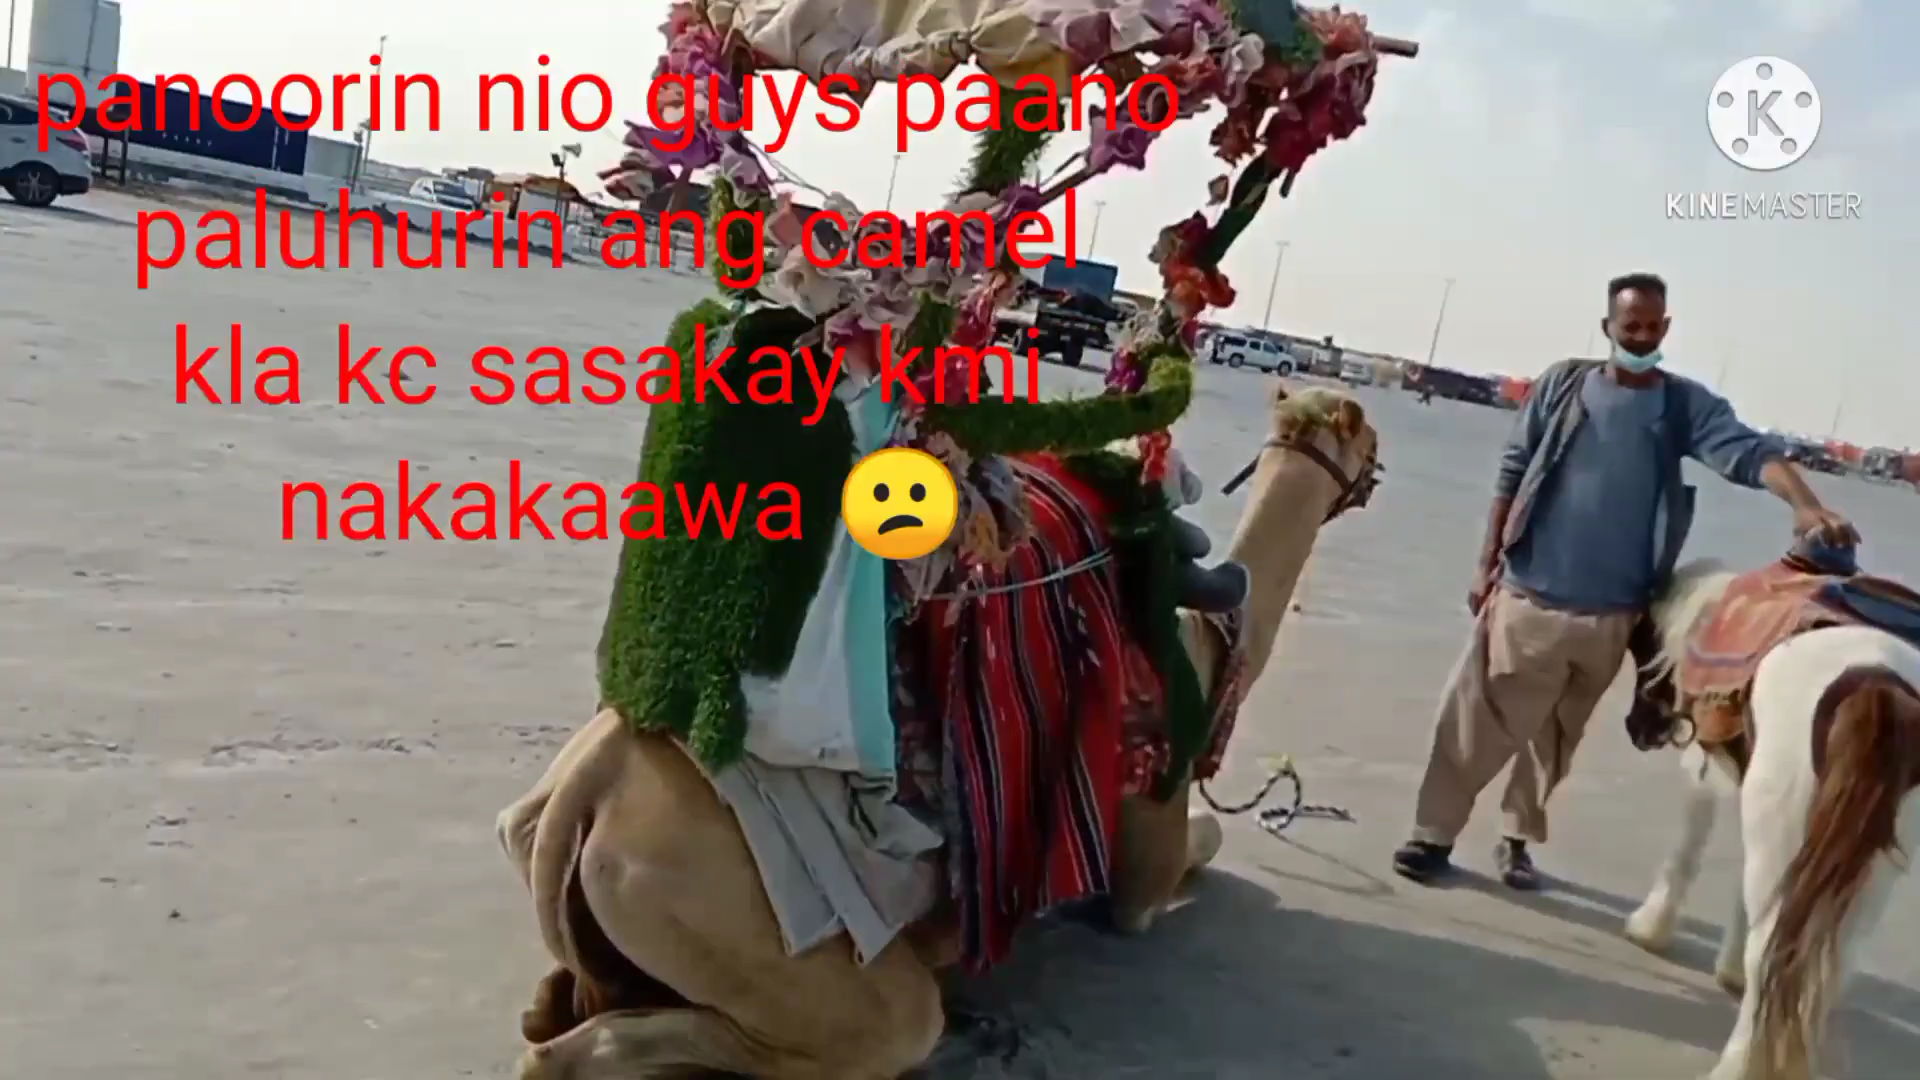 panoorin nio guys paano
paluhurin ang camel
kla kc sasakay kmi
nakakaawa 😕
K
KINEMASTER